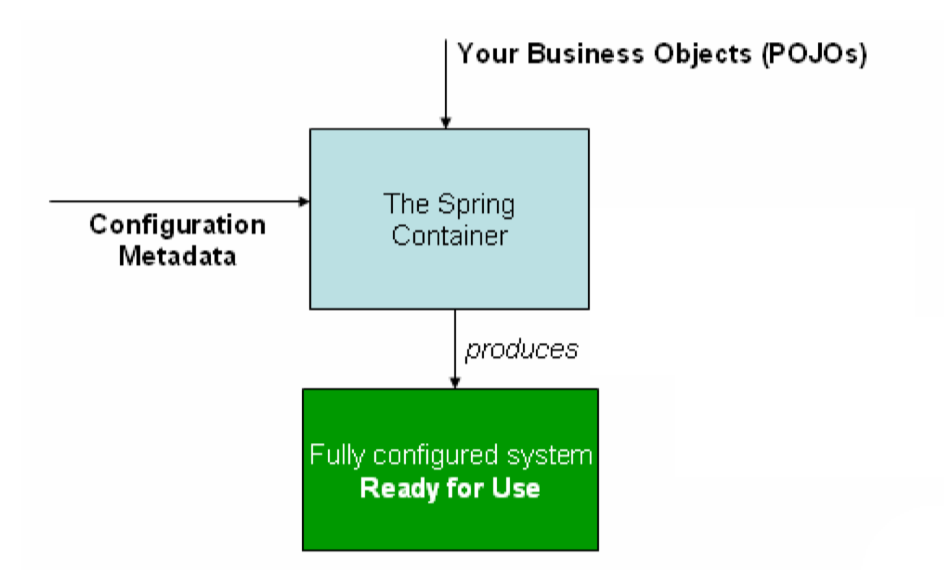 Your Business Objects (POJOs)
The Spring
Container
Configuration
Metadata
produces
Fully configured system
Ready for Use